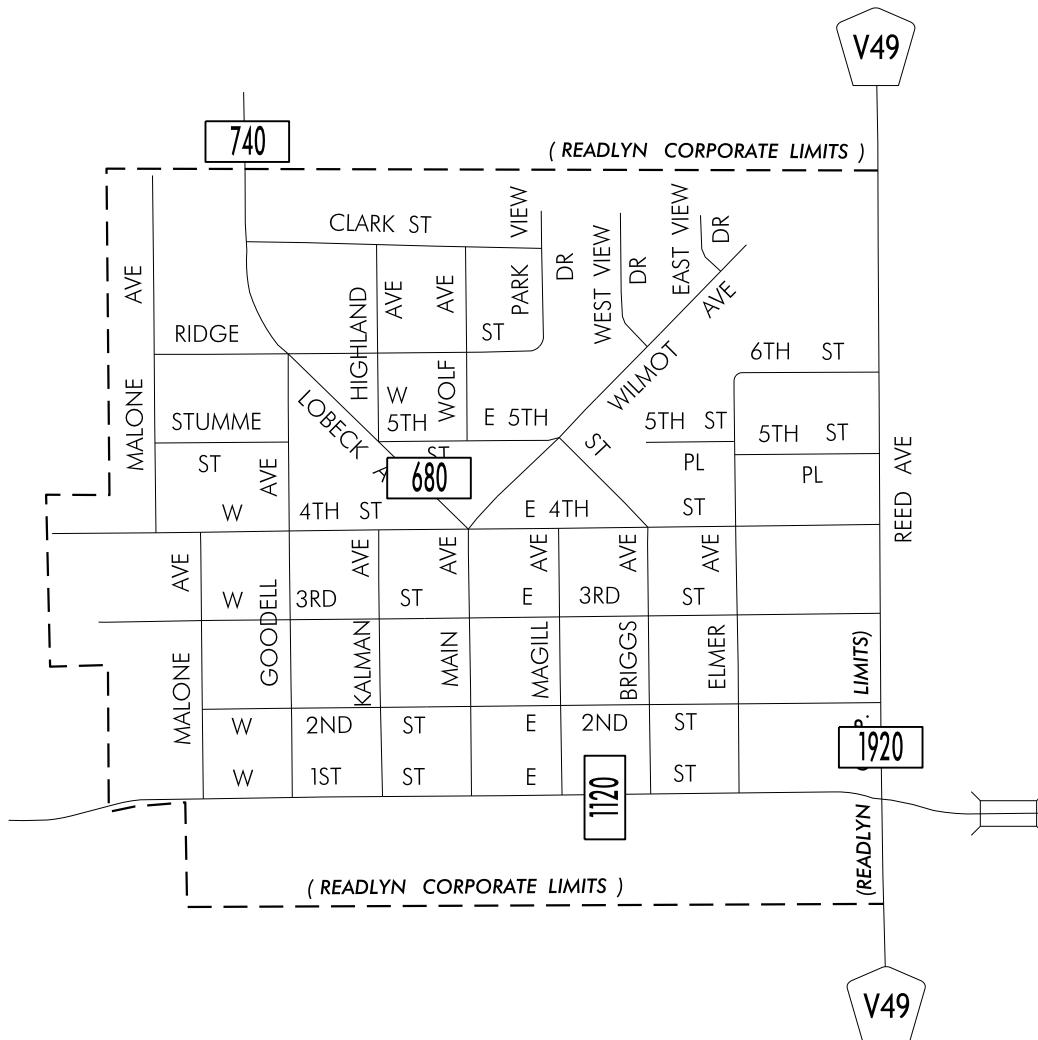 V49
740
( READLYN CORPORATE LIMITS )
CLARK ST
PARK VIEW DR
WEST VIEW DR
EAST VIEW DR
MALONE AVE
HIGHLAND AVE
WOLF AVE
RIDGE ST
WILMOT AVE
6TH ST
STUMME ST
LOBECK A
W 5TH ST
E 5TH ST
5TH ST
PL
5TH ST
PL
REED AVE
680
W 4TH ST
E 4TH ST
MALONE AVE
GOODELL AVE
KALMAN AVE
MAIN AVE
MAGILL AVE
BRIGGS AVE
ELMER AVE
W 3RD ST
E 3RD ST
W 2ND ST
E 2ND ST
W 1ST ST
E ST
1120
1920
(READLYN P. LIMITS)
( READLYN CORPORATE LIMITS )
V49